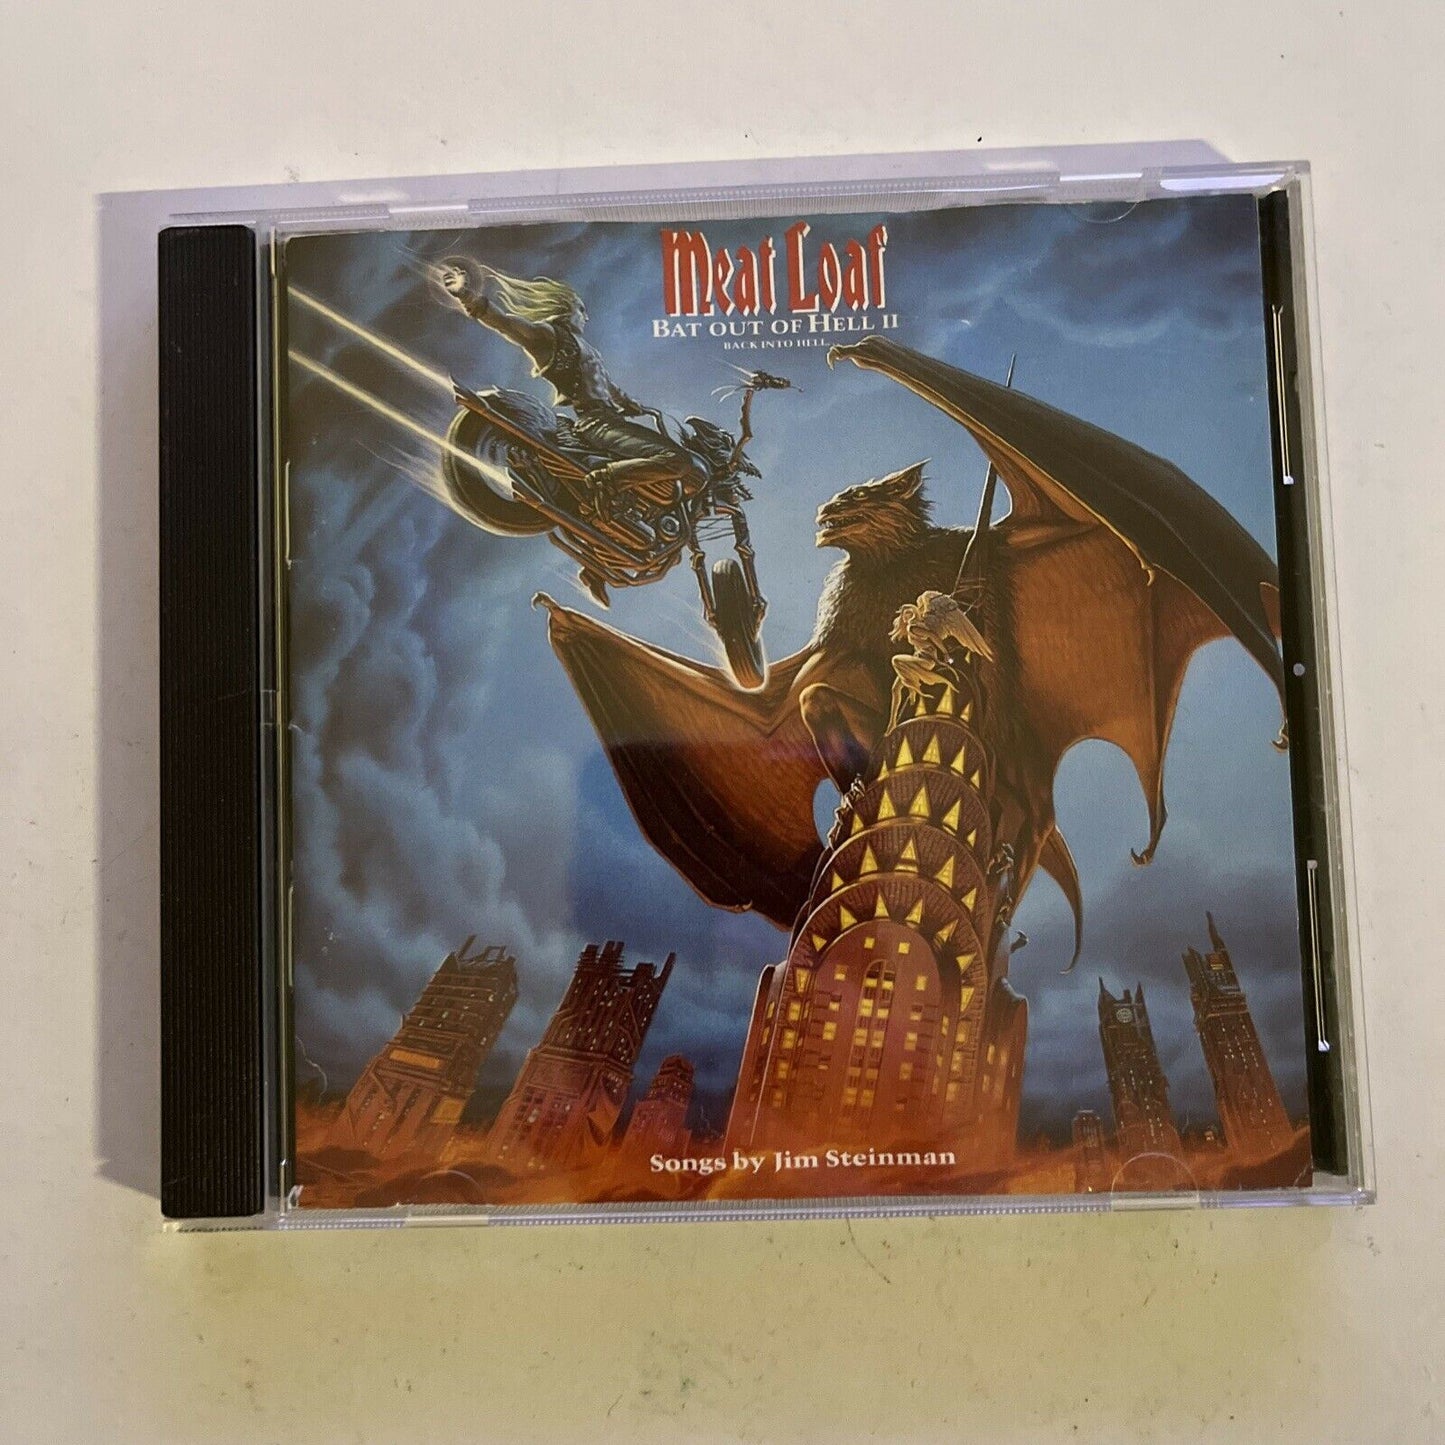 Meat Loaf
BAT OUT OF HELL II
BACK INTO HELL...
Songs by Jim Steinman